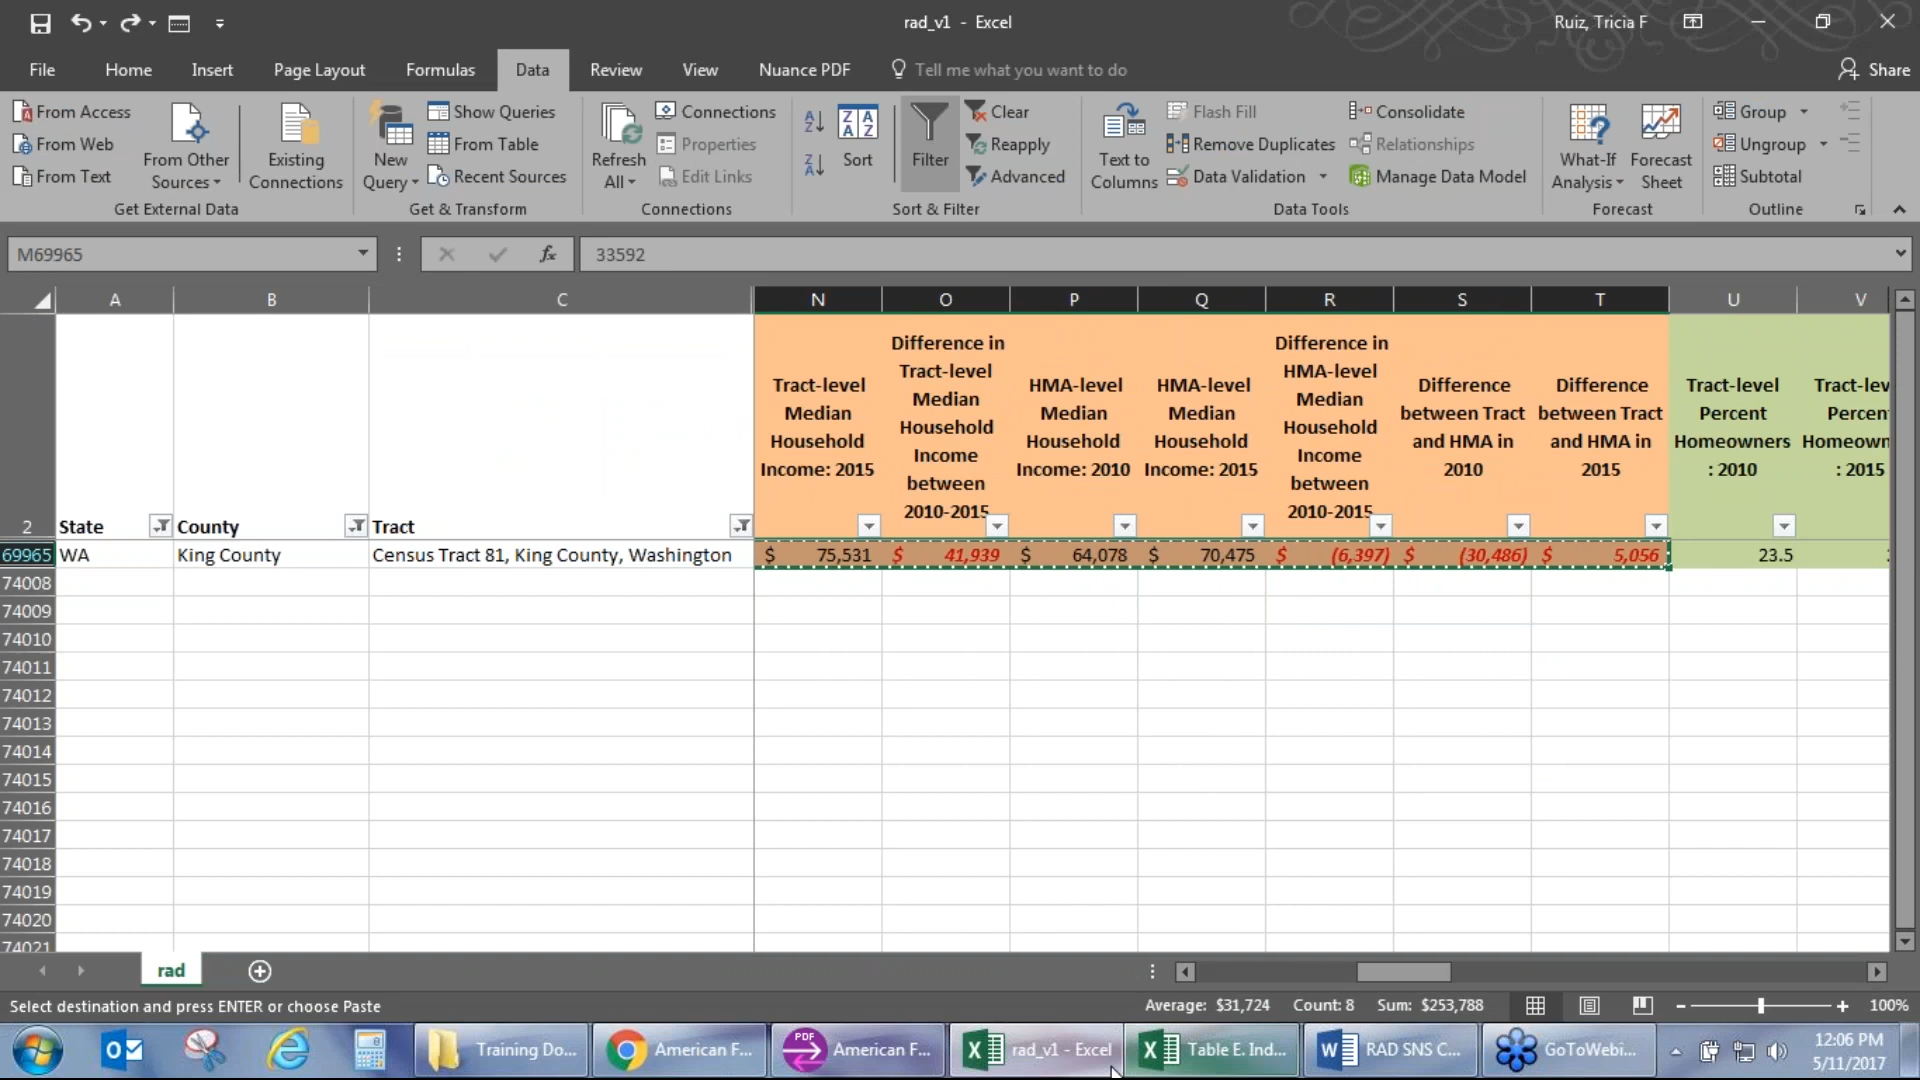 rad_v1 - Excel
Ruiz, Tricia F
File Home Insert Page Layout Formulas Data Review View Nuance PDF Tell me what you want to do Share
From Access
From Web
From Text
From Other Sources
Existing Connections
Get External Data
New Query
Show Queries
From Table
Recent Sources
Get & Transform
Refresh All
Connections
Properties
Edit Links
Connections
Sort
Filter
Clear
Reapply
Advanced
Sort & Filter
Text to Columns
Flash Fill
Remove Duplicates
Data Validation
Consolidate
Relationships
Manage Data Model
Data Tools
What-If Analysis
Forecast Sheet
Forecast
Group
Ungroup
Subtotal
Outline
M69965
fx
33592
A B C N O P Q R S T U V
2 State County Tract
Tract-level
Median
Household
Income: 2015
Difference in
Tract-level
Median
Household
Income
between
2010-2015
HMA-level
Median
Household
Income: 2010
HMA-level
Median
Household
Income: 2015
Difference in
HMA-level
Median
Household
Income
between
2010-2015
Difference
between Tract
and HMA in
2010
Difference
between Tract
and HMA in
2015
Tract-level
Percent
Homeowners
: 2010
Tract-lev
Percen
Homeown
: 2015
69965 WA King County Census Tract 81, King County, Washington $ 75,531 $ 41,939 $ 64,078 $ 70,475 $ (6,397) $ (30,486) $ 5,056 23.5
74008
74009
74010
74011
74012
74013
74014
74015
74016
74017
74018
74019
74020
74021
rad
Select destination and press ENTER or choose Paste
Average: $31,724 Count: 8 Sum: $253,788 100%
Training Do... American F... PDF American F... rad_v1 - Excel Table E. Ind... RAD SNS C... GoToWebi...
12:06 PM
5/11/2017